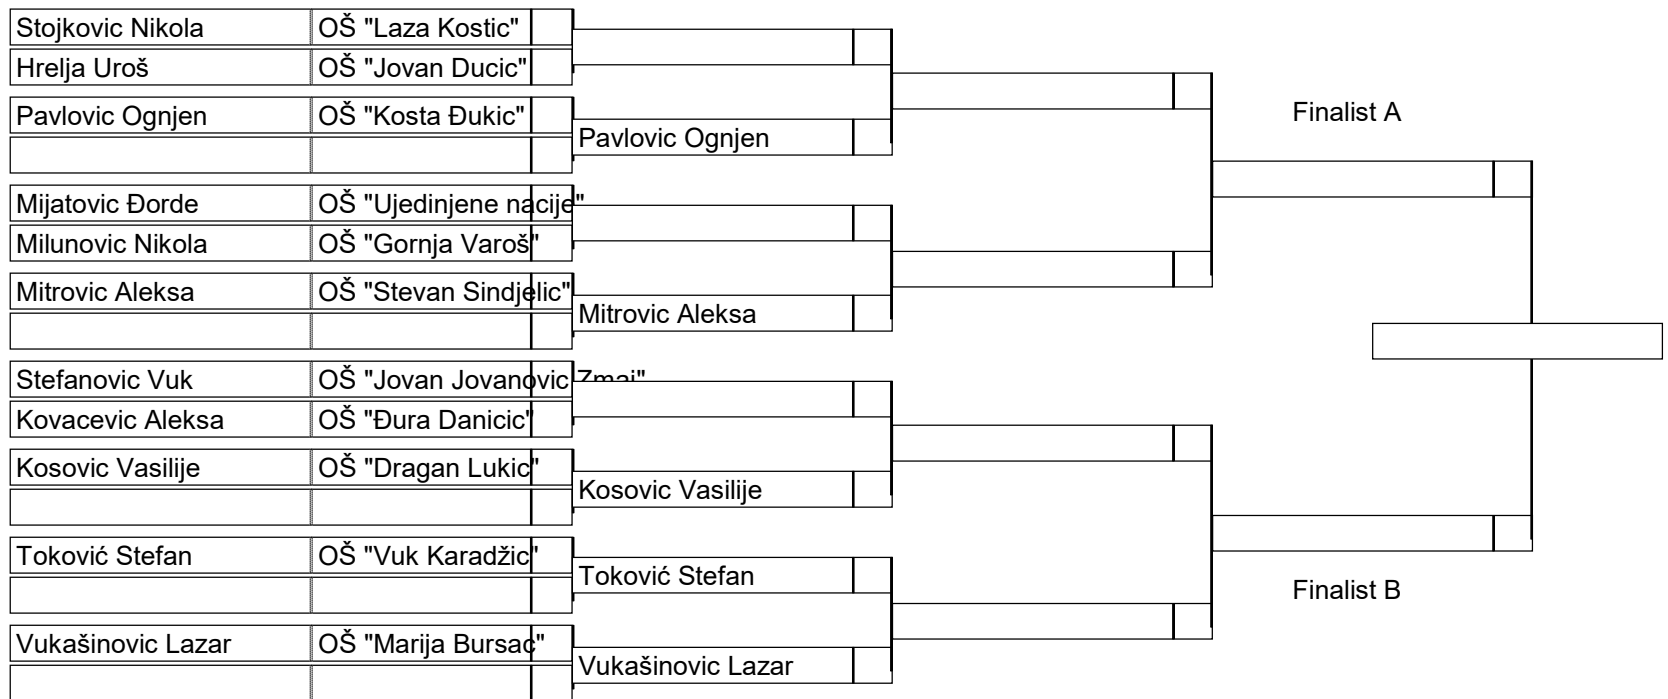 Stojkovic Nikola OŠ "Laza Kostic"
Hrelja Uroš OŠ "Jovan Ducic"
Pavlovic Ognjen OŠ "Kosta Đukic"
Pavlovic Ognjen
Mijatovic Đorde OŠ "Ujedinjene nacije"
Milunovic Nikola OŠ "Gornja Varoš"
Mitrovic Aleksa OŠ "Stevan Sindjelic"
Mitrovic Aleksa
Stefanovic Vuk OŠ "Jovan Jovanovic Zmaj"
Kovacevic Aleksa OŠ "Đura Danicic"
Kosovic Vasilije OŠ "Dragan Lukic"
Kosovic Vasilije
Toković Stefan OŠ "Vuk Karadžic"
Toković Stefan
Vukašinovic Lazar OŠ "Marija Bursac"
Vukašinovic Lazar
Finalist A
Finalist B